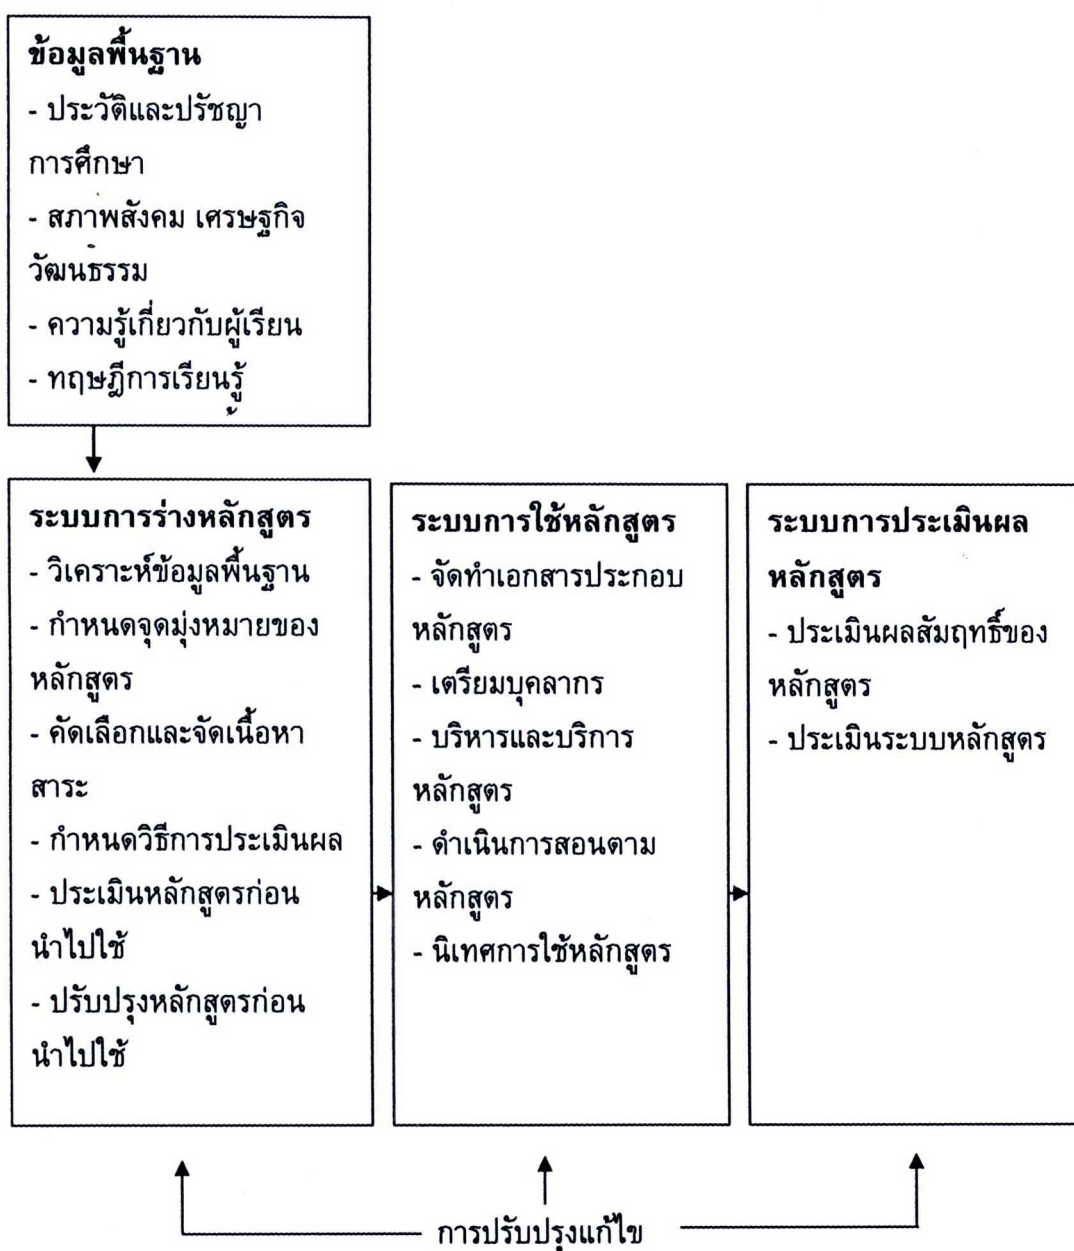 ข้อมูลพื้นฐาน
- ประวัติและปรัชญา
การศึกษา
- สภาพสังคม เศรษฐกิจ
วัฒนธรรม
- ความรู้เกี่ยวกับผู้เรียน
- ทฤษฎีการเรียนรู้
ระบบการร่างหลักสูตร
- วิเคราะห์ข้อมูลพื้นฐาน
- กำหนดจุดมุ่งหมายของ
หลักสูตร
- คัดเลือกและจัดเนื้อหา
สาระ
- กำหนดวิธีการประเมินผล
- ประเมินหลักสูตรก่อน
นำไปใช้
- ปรับปรุงหลักสูตรก่อน
นำไปใช้
ระบบการใช้หลักสูตร
- จัดทำเอกสารประกอบ
หลักสูตร
- เตรียมบุคลากร
- บริหารและบริการ
หลักสูตร
- ดำเนินการสอนตาม
หลักสูตร
- นิเทศการใช้หลักสูตร
ระบบการประเมินผล
หลักสูตร
- ประเมินผลสัมฤทธิ์ของ
หลักสูตร
- ประเมินระบบหลักสูตร
การปรับปรุงแก้ไข